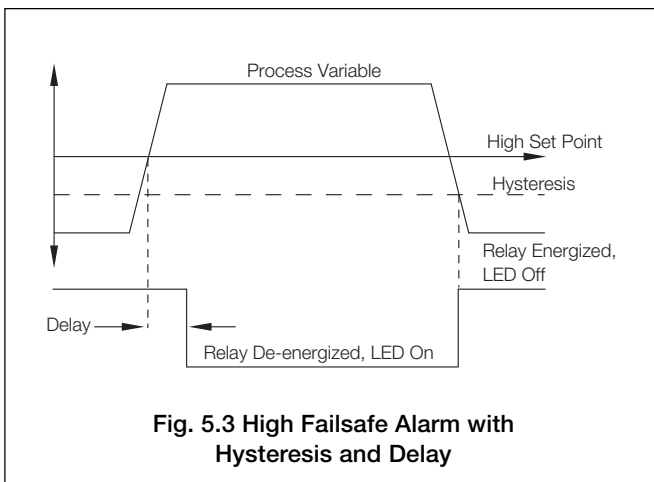 Process Variable
High Set Point
Hysteresis
Relay Energized,
LED Off
Delay
Relay De-energized, LED On
Fig. 5.3 High Failsafe Alarm with
Hysteresis and Delay